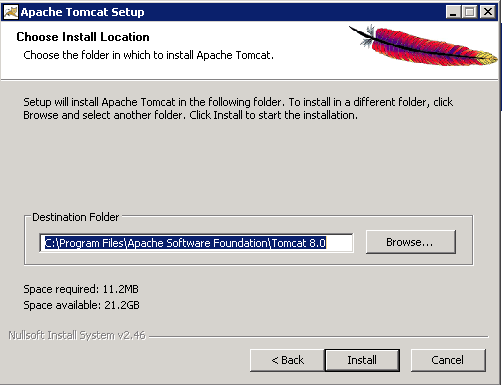 Apache Tomcat Setup
Choose Install Location
Choose the folder in which to install Apache Tomcat.
Setup will install Apache Tomcat in the following folder. To install in a different folder, click
Browse and select another folder. Click Install to start the installation.
Destination Folder
C:\Program Files\Apache Software Foundation\Tomcat 8.0
Browse...
Space required: 11.2MB
Space available: 21.2GB
Nullsoft Install System v2.46
< Back
Install
Cancel